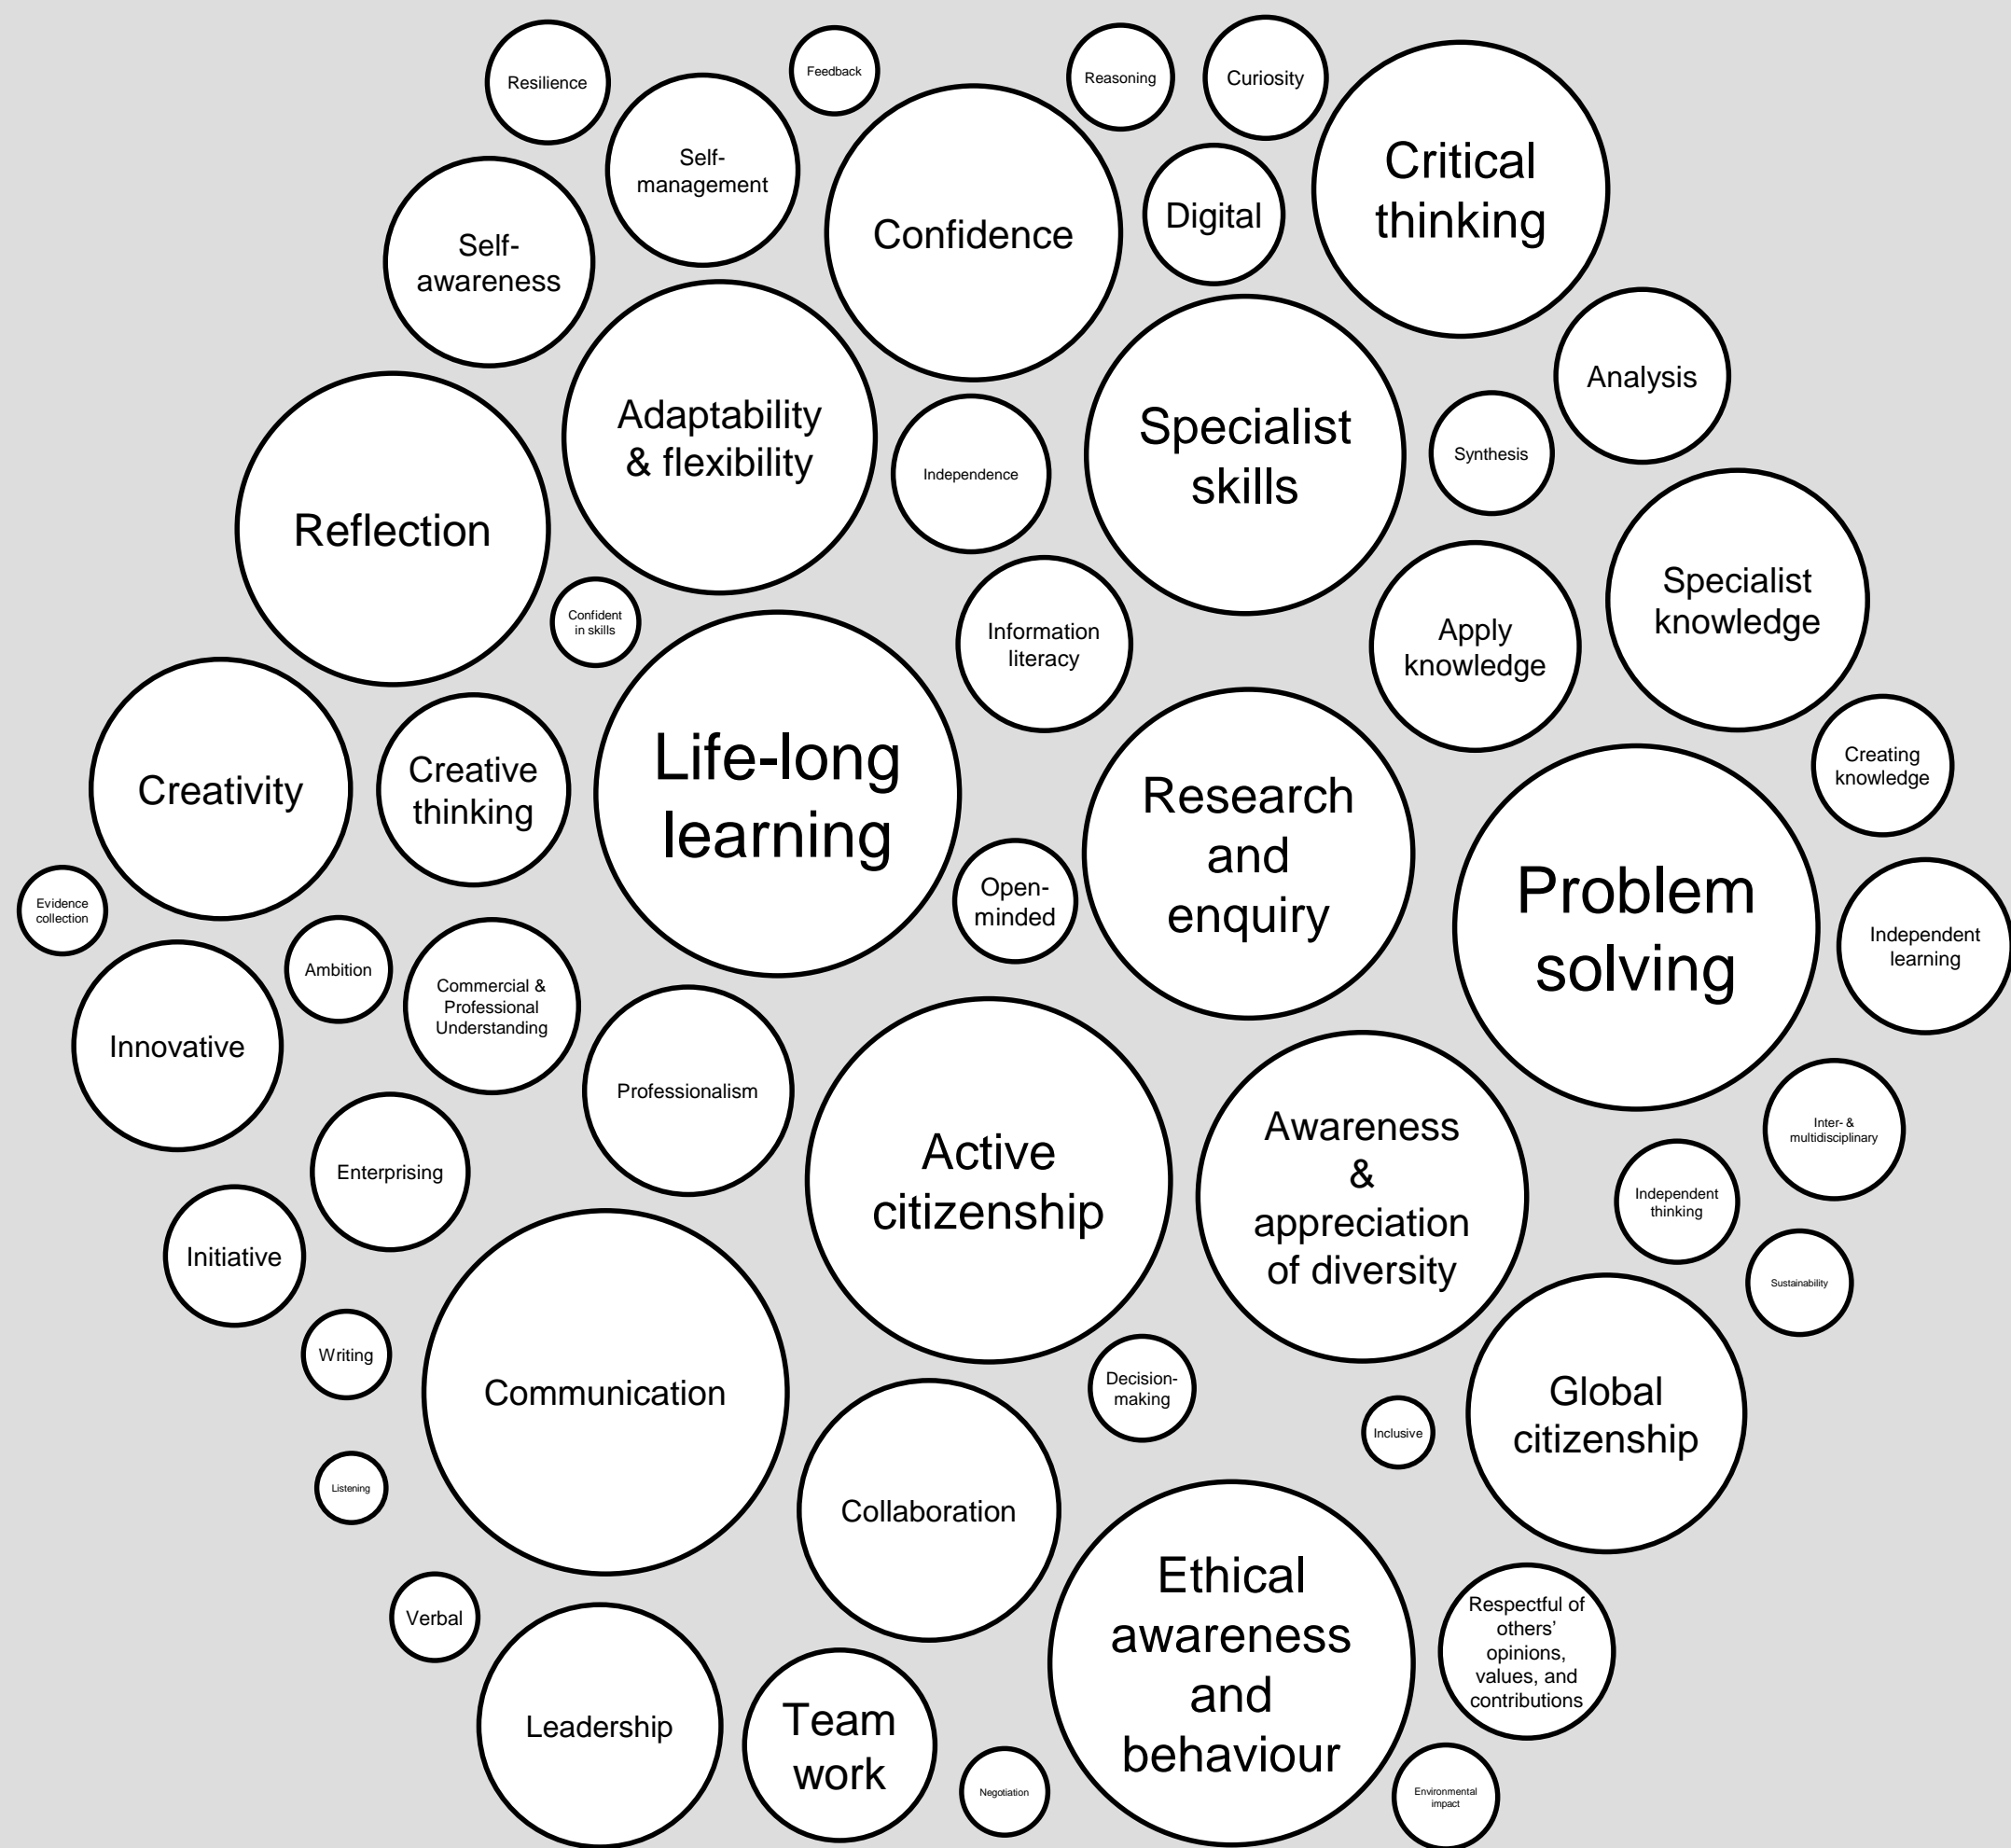 Resilience
Feedback
Reasoning
Curiosity
Self-
management
Critical
thinking
Confidence
Digital
Self-
awareness
Adaptability
& flexibility
Independence
Specialist
skills
Analysis
Synthesis
Reflection
Confident
in skills
Information
literacy
Apply
knowledge
Specialist
knowledge
Creativity
Creative
thinking
Life-long
learning
Research
and
enquiry
Creating
knowledge
Evidence
collection
Open-
minded
Problem
solving
Independent
learning
Ambition
Commercial &
Professional
Understanding
Innovative
Professionalism
Active
citizenship
Awareness
&
appreciation
of diversity
Inter- &
multidisciplinary
Enterprising
Independent
thinking
Initiative
Sustainability
Writing
Communication
Decision-
making
Inclusive
Global
citizenship
Listening
Collaboration
Ethical
awareness
and
behaviour
Respectful of
others’
opinions,
values, and
contributions
Verbal
Leadership
Team
work
Negotiation
Environmental
impact